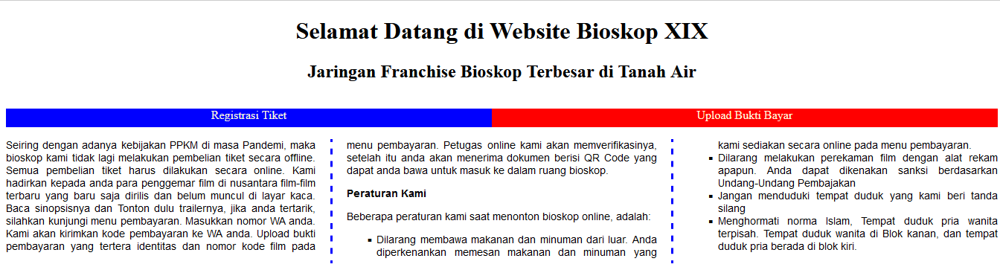 Selamat Datang di Website Bioskop XIX
Jaringan Franchise Bioskop Terbesar di Tanah Air
Registrasi Tiket
Upload Bukti Bayar
Seiring dengan adanya kebijakan PPKM di masa Pandemi, maka
bioskop kami tidak lagi melakukan pembelian tiket secara offline.
Semua pembelian tiket harus dilakukan secara online. Kami
hadirkan kepada anda para penggemar film di nusantara film-film
terbaru yang baru saja dirilis dan belum muncul di layar kaca.
Baca sinopsisnya dan Tonton dulu trailernya, jika anda tertarik,
silahkan kunjungi menu pembayaran. Masukkan nomor WA anda.
Kami akan kirimkan kode pembayaran ke WA anda. Upload bukti
pembayaran yang tertera identitas dan nomor kode film pada
menu pembayaran. Petugas online kami akan memverifikasinya,
setelah itu anda akan menerima dokumen berisi QR Code yang
dapat anda bawa untuk masuk ke dalam ruang bioskop.
Peraturan Kami
Beberapa peraturan kami saat menonton bioskop online, adalah:
▪ Dilarang membawa makanan dan minuman dari luar. Anda
diperkenankan memesan makanan dan minuman yang
kami sediakan secara online pada menu pembayaran.
▪ Dilarang melakukan perekaman film dengan alat rekam
apapun. Anda dapat dikenakan sanksi berdasarkan
Undang-Undang Pembajakan
▪ Jangan menduduki tempat duduk yang kami beri tanda
silang
▪ Menghormati norma Islam, Tempat duduk pria wanita
terpisah. Tempat duduk wanita di Blok kanan, dan tempat
duduk pria berada di blok kiri.